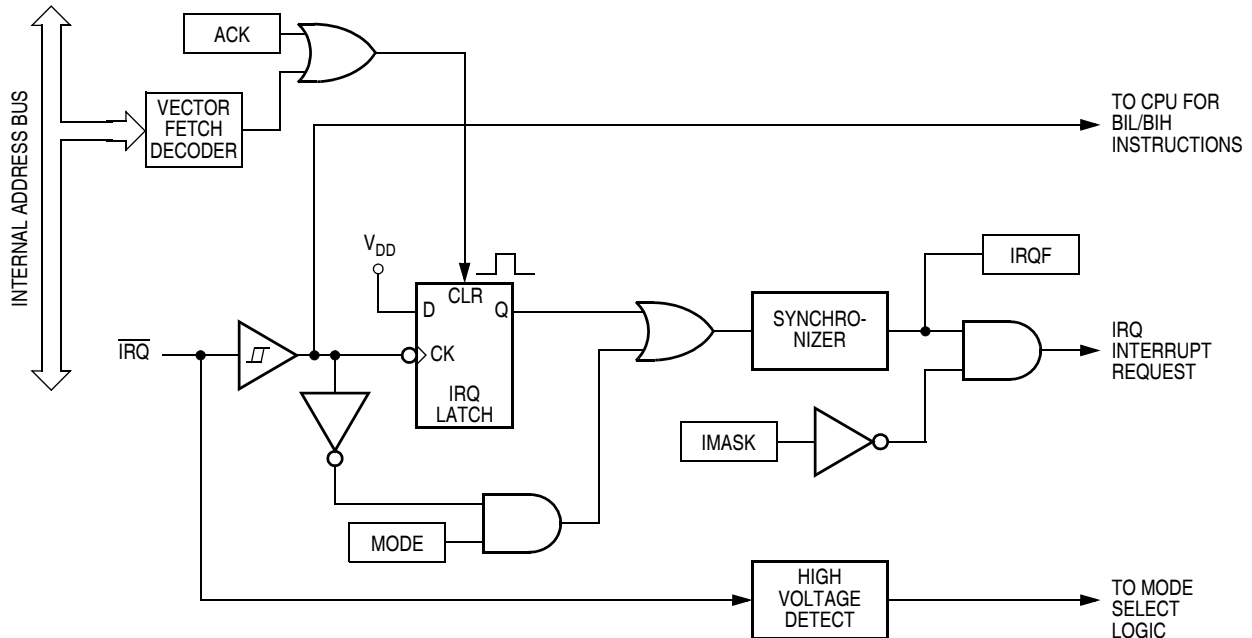 INTERNAL ADDRESS BUS
ACK
VECTOR
FETCH
DECODER
TO CPU FOR
BIL/BIH
INSTRUCTIONS
VDD
D
CLR
Q
CK
IRQ
LATCH
IRQ
SYNCHRO-
NIZER
IRQF
IRQ
INTERRUPT
REQUEST
IMASK
MODE
HIGH
VOLTAGE
DETECT
TO MODE
SELECT
LOGIC